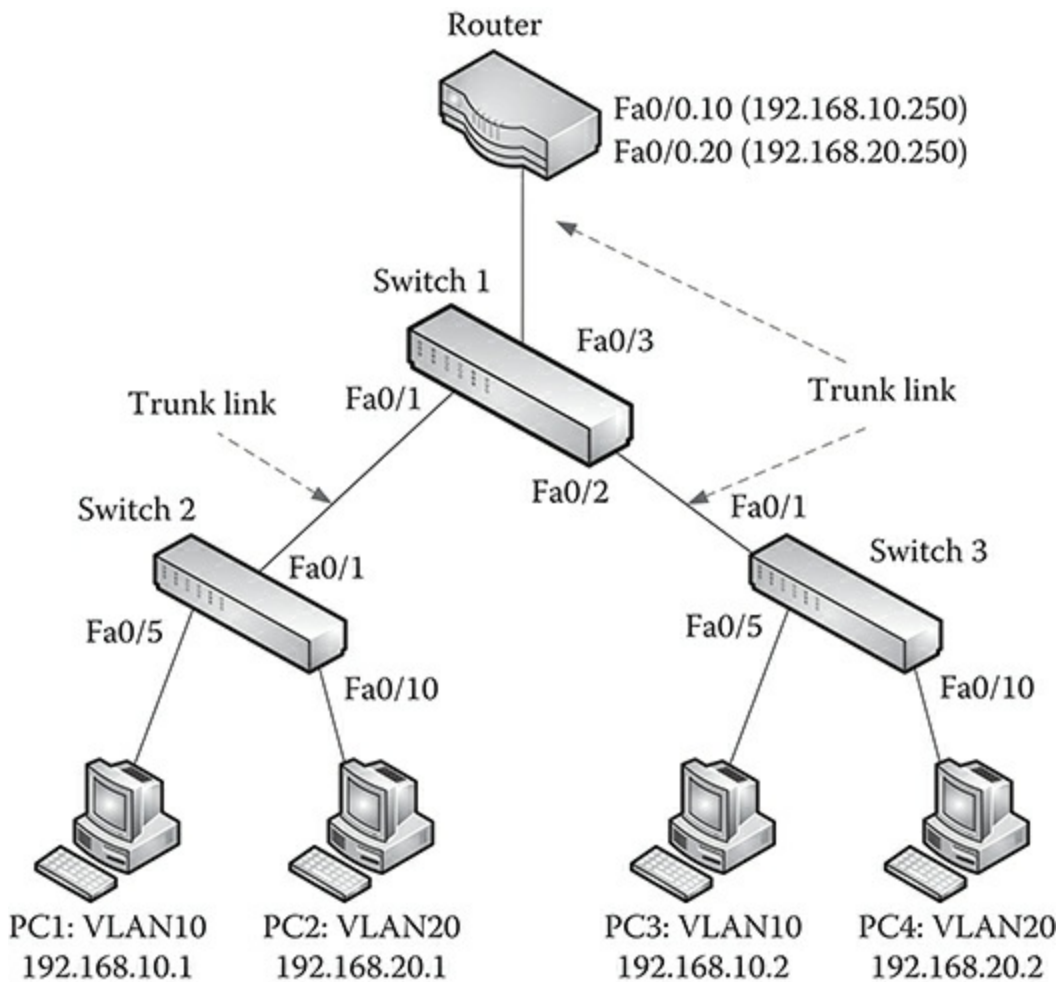 Router
Fa0/0.10 (192.168.10.250)
Fa0/0.20 (192.168.20.250)
Switch 1
Fa0/3
Fa0/1
Trunk link
Trunk link
Fa0/2
Switch 2
Fa0/1
Fa0/1
Switch 3
Fa0/5
Fa0/10
Fa0/5
Fa0/10
PC1: VLAN10
192.168.10.1
PC2: VLAN20
192.168.20.1
PC3: VLAN10
192.168.10.2
PC4: VLAN20
192.168.20.2